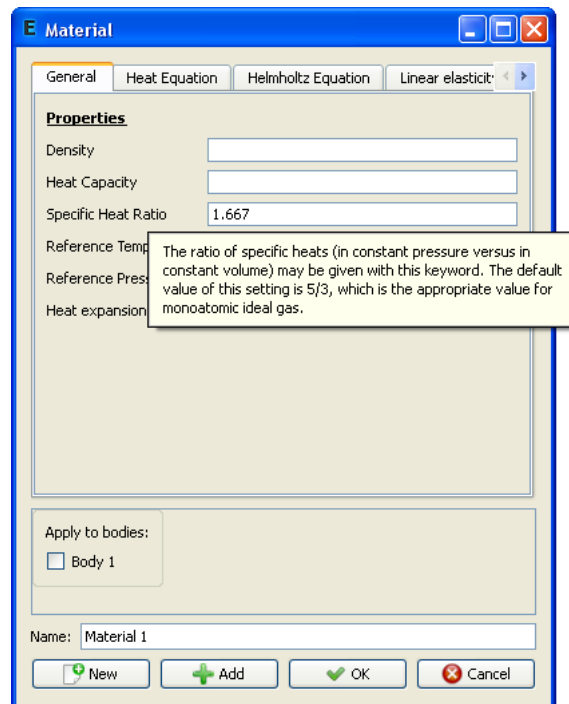 E Material
General Heat Equation Helmholtz Equation Linear elasticit
Properties
Density
Heat Capacity
Specific Heat Ratio 1.667
Reference Temp
Reference Pres
Heat expansion
The ratio of specific heats (in constant pressure versus in
constant volume) may be given with this keyword. The default
value of this setting is 5/3, which is the appropriate value for
monoatomic ideal gas.
Apply to bodies:
Body 1
Name: Material 1
New Add OK Cancel